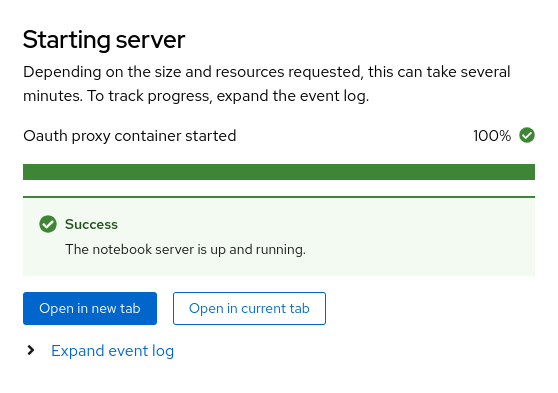 Starting server
Depending on the size and resources requested, this can take several
minutes. To track progress, expand the event log.
Oauth proxy container started 100%
Success
The notebook server is up and running.
Open in new tab Open in current tab
Expand event log